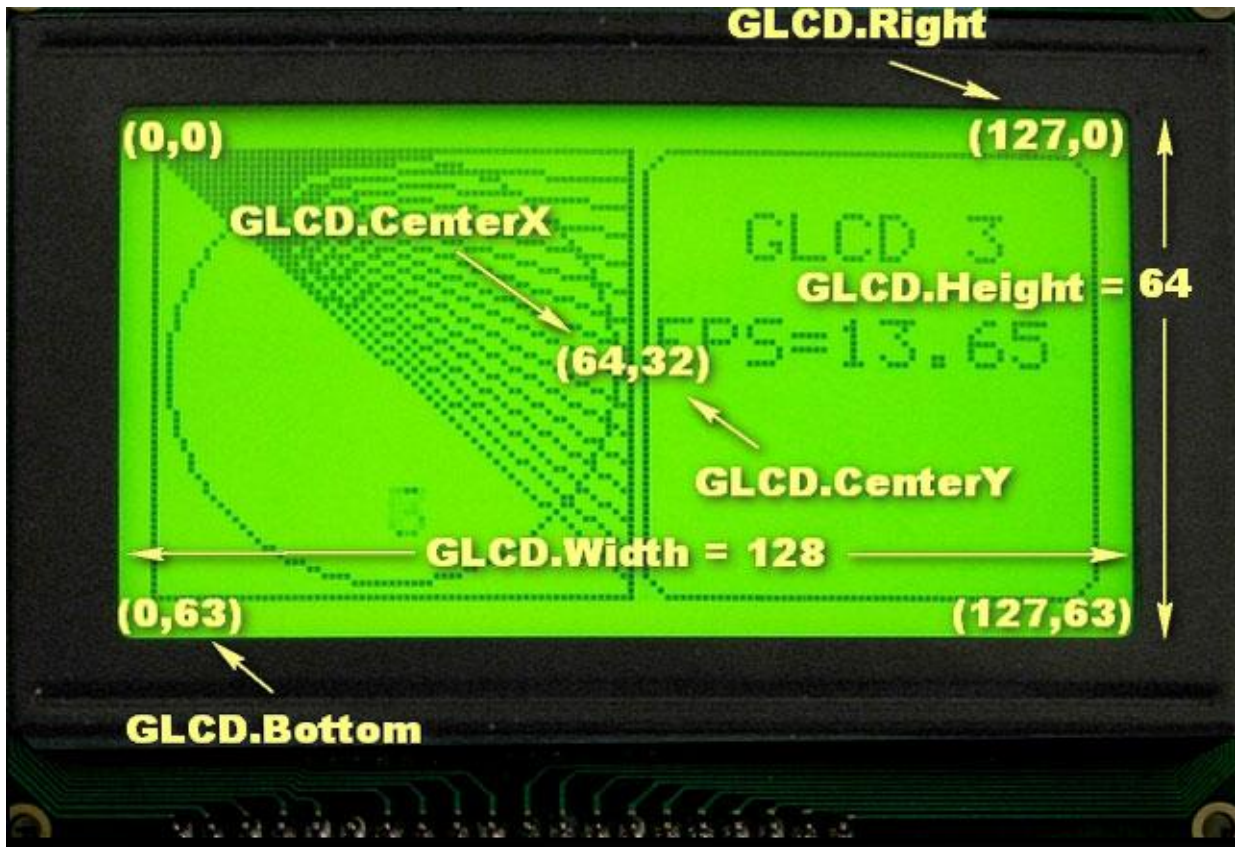 GLCD.Right
(0,0)
(127,0)
GLCD.CenterX
GLCD 3
GLCD.Height = 64
FPS=13.65
(64,32)
GLCD.CenterY
GLCD.Width = 128
(0,63)
(127,63)
GLCD.Bottom